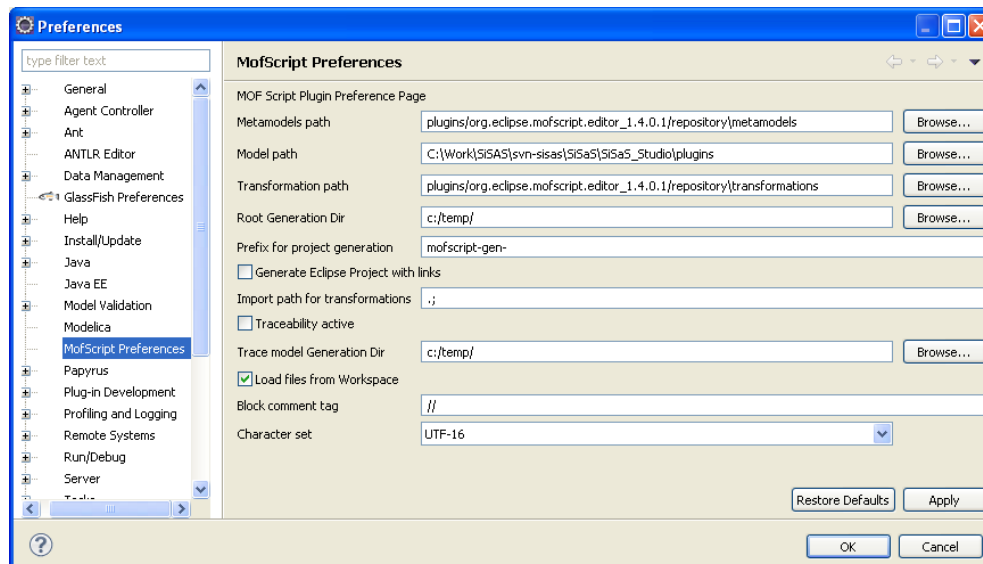 Preferences
type filter text
General
Agent Controller
Ant
ANTLR Editor
Data Management
GlassFish Preferences
Help
Install/Update
Java
Java EE
Model Validation
Modelica
MofScript Preferences
Papyrus
Plug-in Development
Profiling and Logging
Remote Systems
Run/Debug
Server
MofScript Preferences
MOF Script Plugin Preference Page
Metamodels path plugins/org.eclipse.mofscript.editor_1.4.0.1/repository\metamodels Browse...
Model path C:\Work\SiSAS\svn-sisas\SiSaS\SiSaS_Studio\plugins Browse...
Transformation path plugins/org.eclipse.mofscript.editor_1.4.0.1/repository\transformations Browse...
Root Generation Dir c:/temp/ Browse...
Prefix for project generation mofscript-gen-
Generate Eclipse Project with links
Import path for transformations .;
Traceability active
Trace model Generation Dir c:/temp/ Browse...
Load files from Workspace
Block comment tag //
Character set UTF-16
Restore Defaults Apply
? OK Cancel